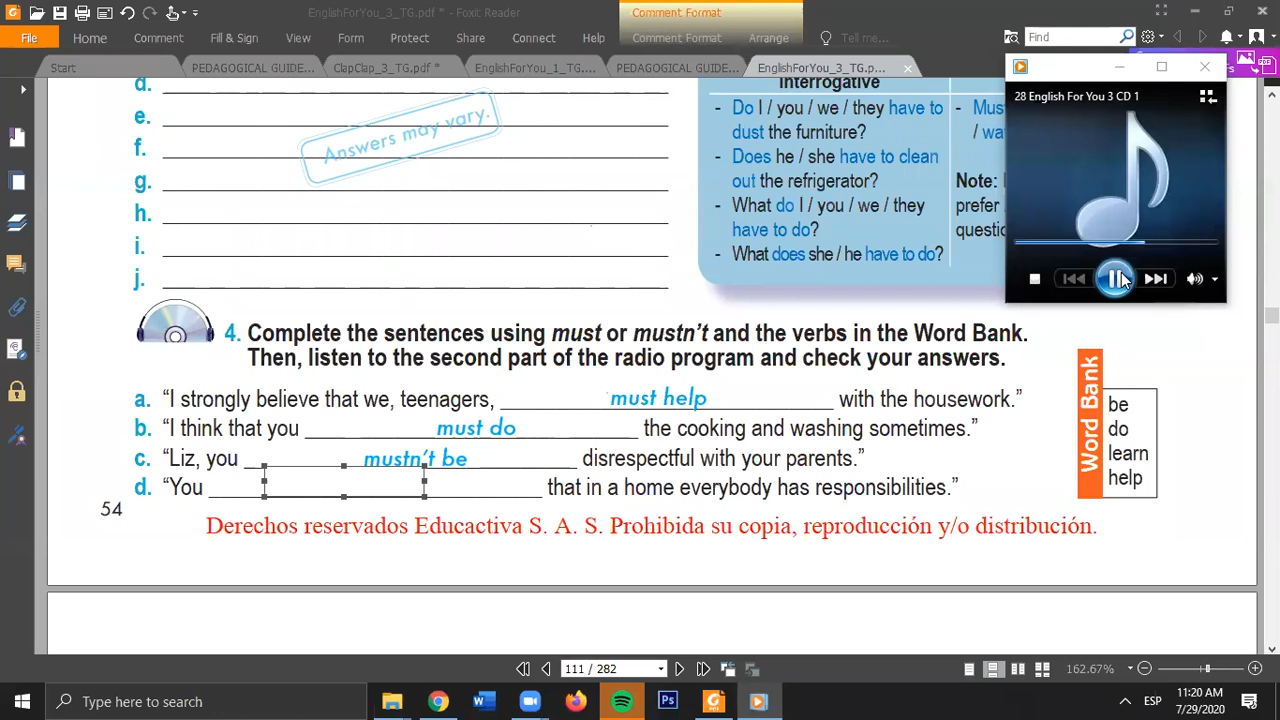 EnglishForYou_3_TG.pdf * - Foxit Reader
Comment Format
File Home Comment Fill & Sign View Form Protect Share Connect Help Comment Format Arrange Tell me... Find
Start PEDAGOGICAL GUIDE... ClapClap_3_TG.pdf * EnglishForYou_1_TG.... PEDAGOGICAL GUIDE... EnglishForYou_3_TG.p...
28 English For You 3 CD 1
d.
e.
f.
g.
h.
i.
j.
Answers may vary.
Interrogative
- Do I / you / we / they have to
dust the furniture?
- Does he / she have to clean
out the refrigerator?
- What do I / you / we / they
have to do?
- What does she / he have to do?
- Mus
/ wa
Note:
prefer
questio
4. Complete the sentences using must or mustn't and the verbs in the Word Bank.
Then, listen to the second part of the radio program and check your answers.
a. “I strongly believe that we, teenagers, must help with the housework.”
b. “I think that you must do the cooking and washing sometimes.”
c. “Liz, you mustn't be disrespectful with your parents.”
d. “You that in a home everybody has responsibilities.”
Word Bank
be
do
learn
help
54
Derechos reservados Educactiva S. A. S. Prohibida su copia, reproducción y/o distribución.
111 / 282
162.67%
Type here to search
ESP
11:20 AM
7/29/2020